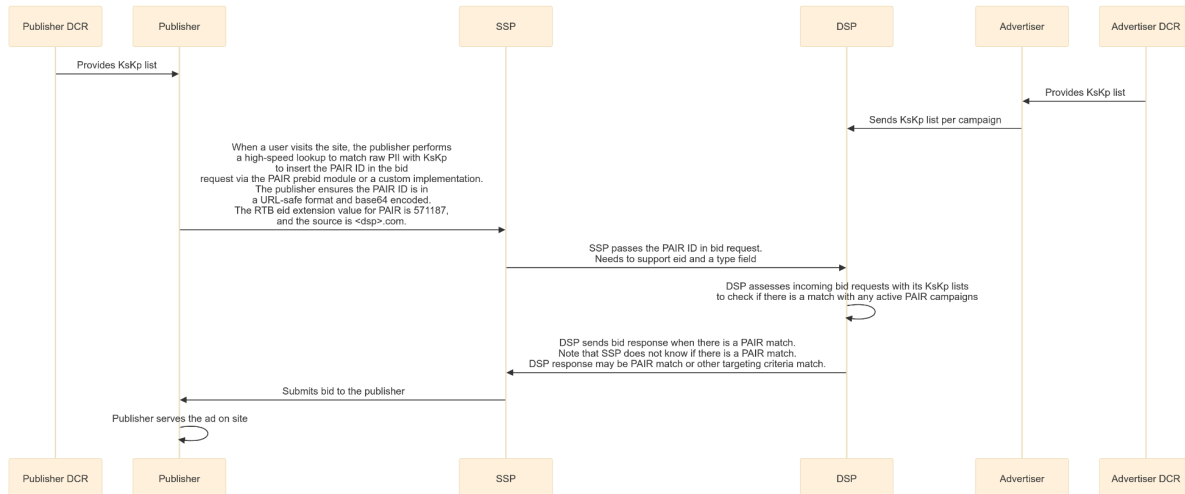 Publisher DCR
Publisher
SSP
DSP
Advertiser
Advertiser DCR
Provides KsKp list
Provides KsKp list
Sends KsKp list per campaign
When a user visits the site, the publisher performs
a high-speed lookup to match raw PII with KsKp
to insert the PAIR ID in the bid
request via the PAIR prebid module or a custom implementation.
The publisher ensures the PAIR ID is in
a URL-safe format and base64 encoded.
The RTB eid extension value for PAIR is 571187,
and the source is <dsp>.com.
SSP passes the PAIR ID in bid request.
Needs to support eid and a type field
DSP assesses incoming bid requests with its KsKp lists
to check if there is a match with any active PAIR campaigns
DSP sends bid response when there is a PAIR match.
Note that SSP does not know if there is a PAIR match.
DSP response may be PAIR match or other targeting criteria match.
Submits bid to the publisher
Publisher serves the ad on site
Publisher DCR
Publisher
SSP
DSP
Advertiser
Advertiser DCR